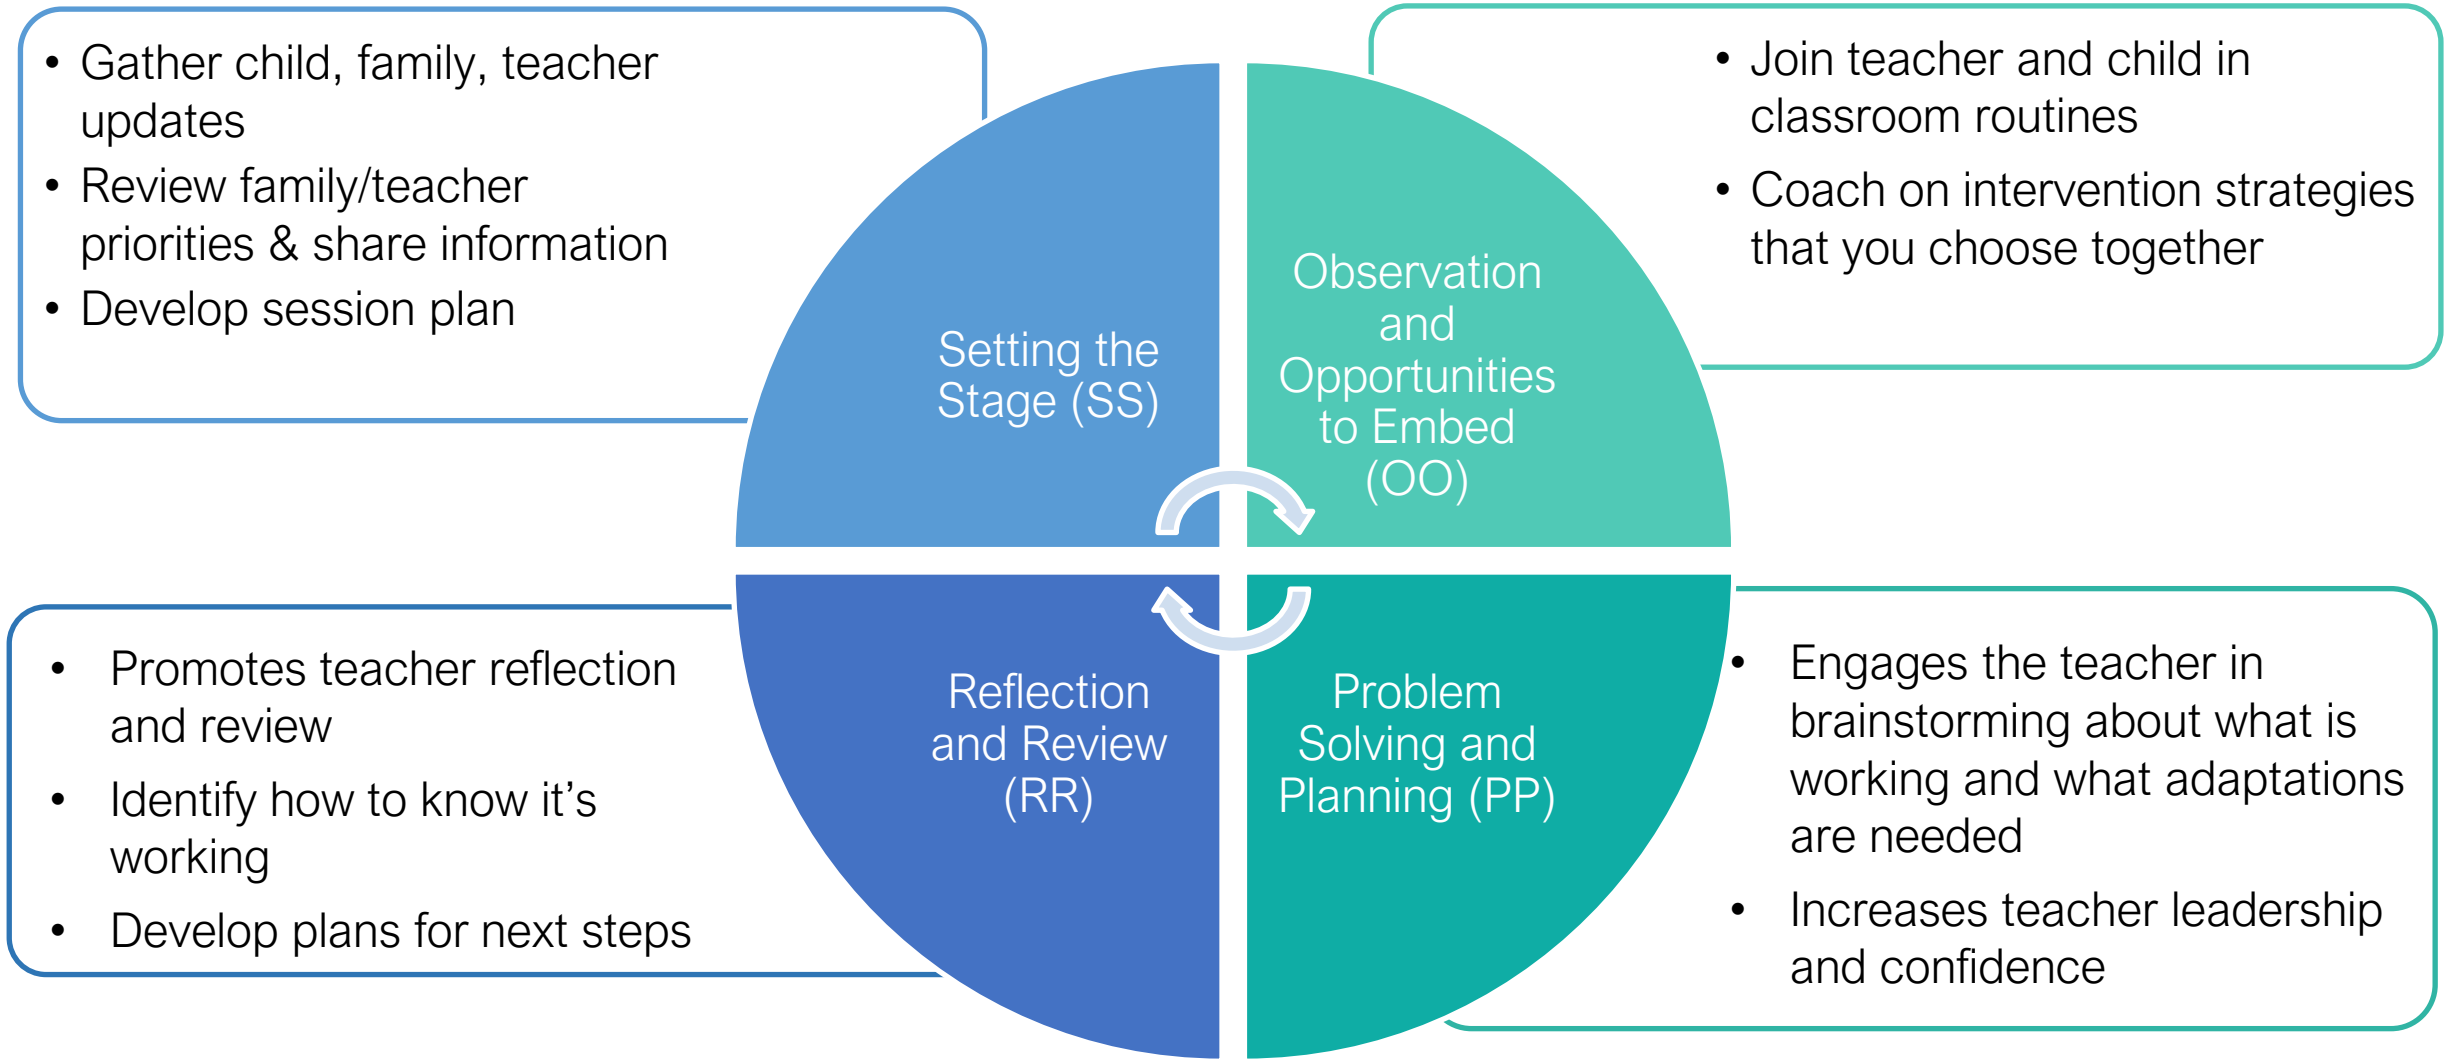 • Gather child, family, teacher
updates
• Review family/teacher
priorities & share information
• Develop session plan
Setting the
Stage (SS)
• Join teacher and child in
classroom routines
• Coach on intervention strategies
that you choose together
Observation
and
Opportunities
to Embed
(OO)
• Engages the teacher in
brainstorming about what is
working and what adaptations
are needed
• Increases teacher leadership
and confidence
Problem
Solving and
Planning (PP)
• Promotes teacher reflection
and review
• Identify how to know it’s
working
• Develop plans for next steps
Reflection
and Review
(RR)